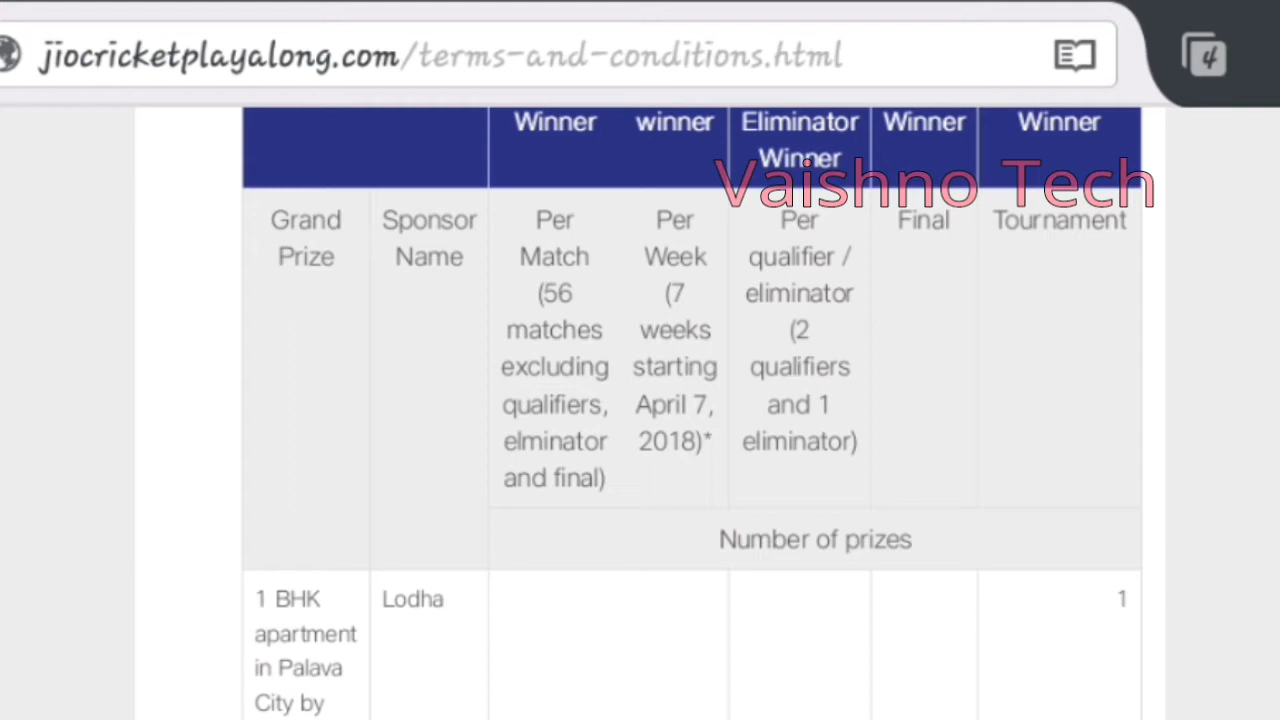 jiocricketplayalong.com/terms-and-conditions.html
4
Winner winner Eliminator Winner Winner Winner
Vaishno Tech
Grand Prize
Sponsor Name
Per Match (56 matches excluding qualifiers, elminator and final)
Per Week (7 weeks starting April 7, 2018)*
Per qualifier / eliminator (2 qualifiers and 1 eliminator)
Final
Tournament
Number of prizes
1 BHK apartment in Palava City by
Lodha
1